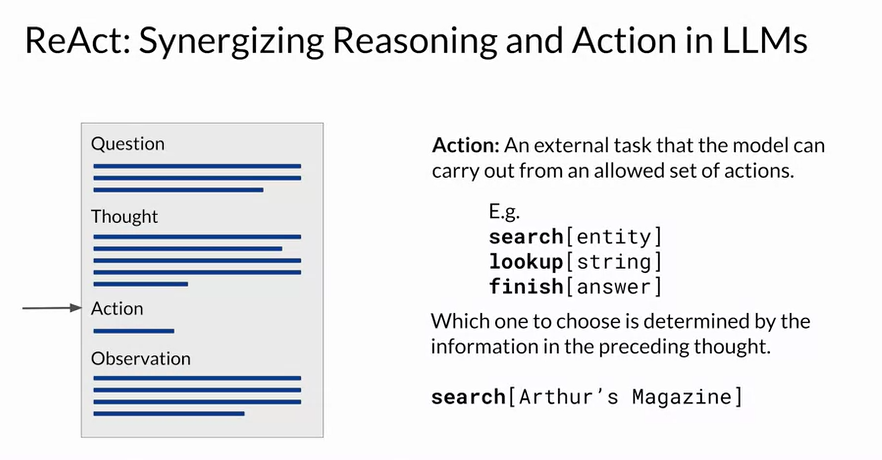 ReAct: Synergizing Reasoning and Action in LLMs
Question
Thought
Action
Observation
Action: An external task that the model can
carry out from an allowed set of actions.
E.g.
search[entity]
lookup[string]
finish[answer]
Which one to choose is determined by the
information in the preceding thought.
search[Arthur's Magazine]